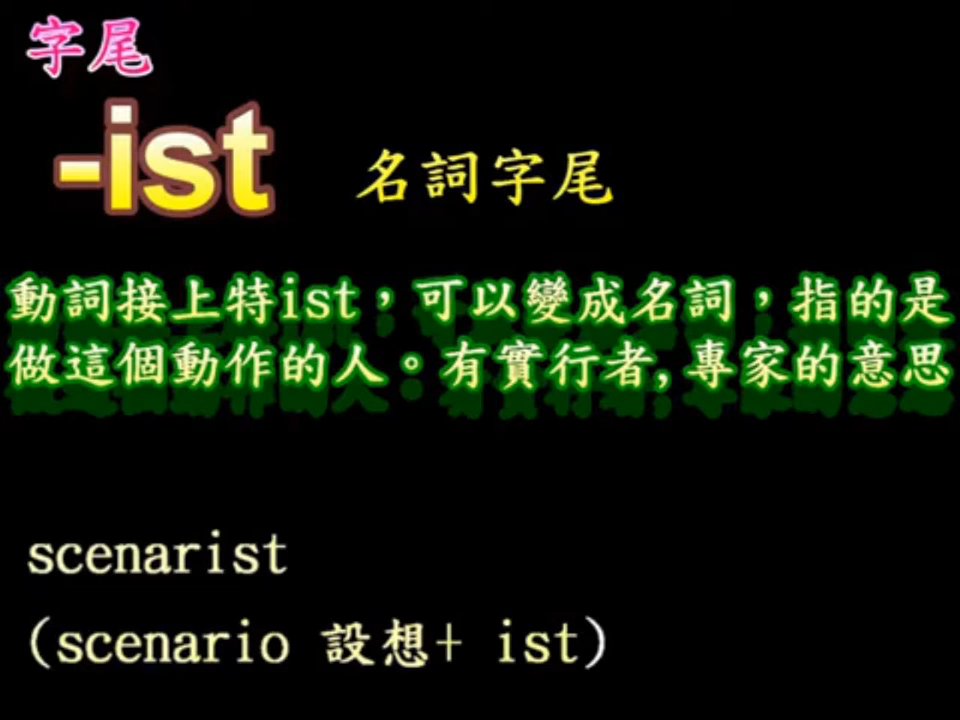 字尾
-ist 名詞字尾
動詞接上特ist，可以變成名詞，指的是
做這個動作的人。有實行者,專家的意思
scenarist
(scenario 設想+ ist)